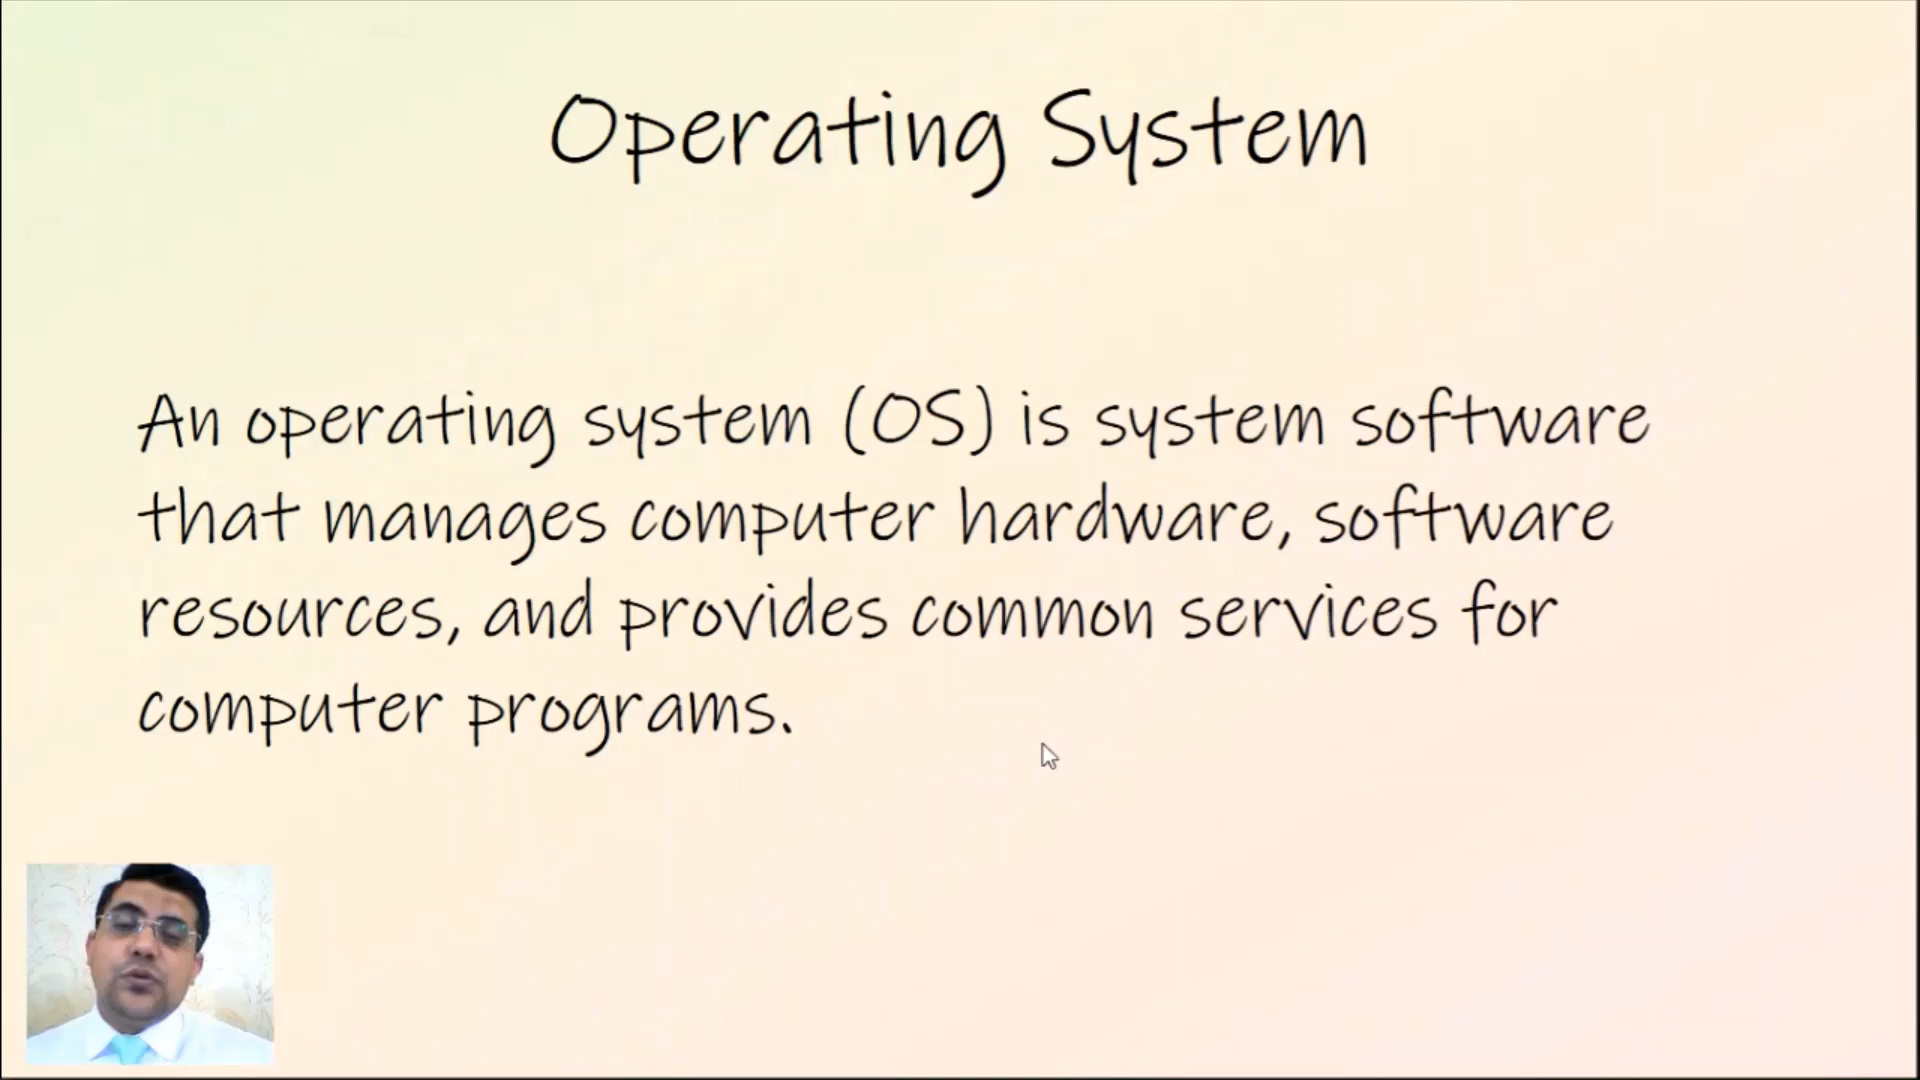 Operating System
An operating system (OS) is system software
that manages computer hardware, software
resources, and provides common services for
computer programs.